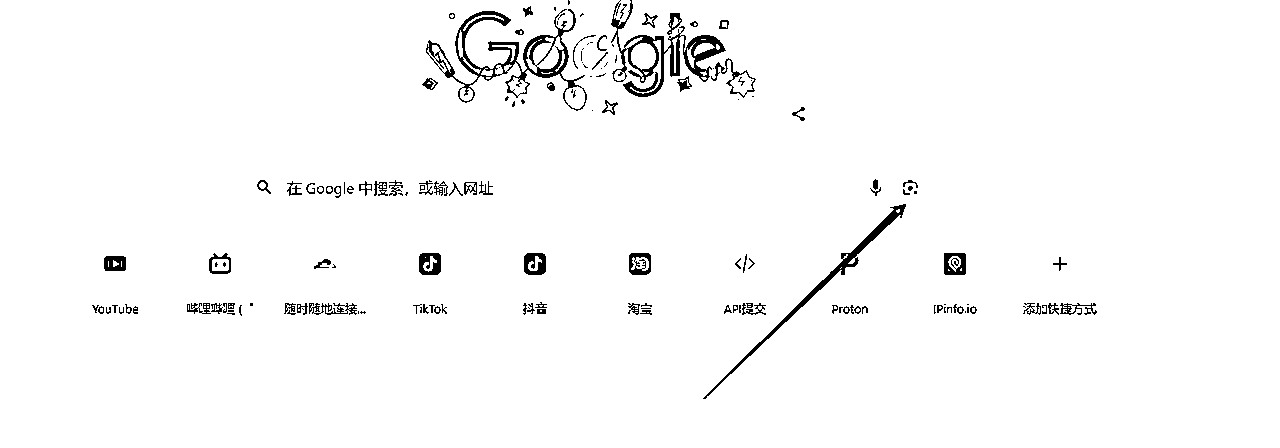 Google
在 Google 中搜索，或输入网址
YouTube
哔哩哔哩 (
随时随地连接...
TikTok
抖音
淘宝
API提交
Proton
IPinfo.io
添加快捷方式